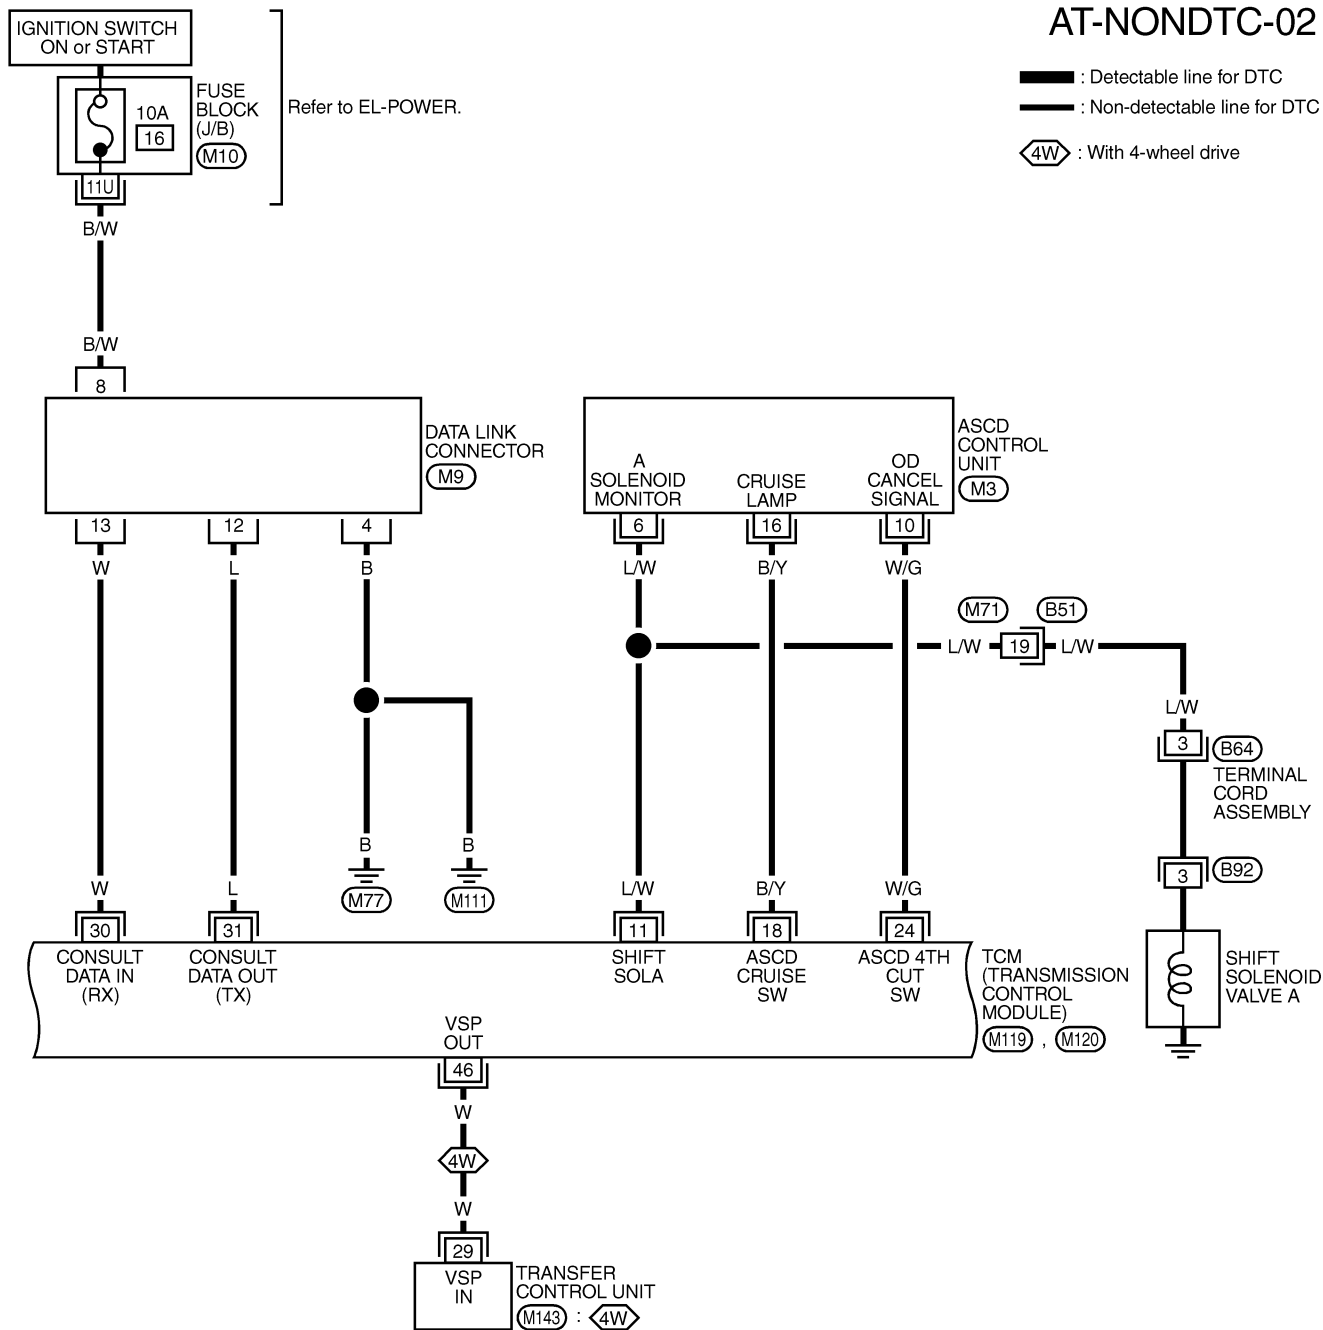 AT-NONDTC-02
: Detectable line for DTC
: Non-detectable line for DTC
4W : With 4-wheel drive
IGNITION SWITCH
ON or START
FUSE
BLOCK
(J/B)
M10
10A
16
11U
Refer to EL-POWER.
B/W
B/W
8
DATA LINK
CONNECTOR
M9
13
12
4
W
L
B
B
B
M77
M111
W
L
A
SOLENOID
MONITOR
CRUISE
LAMP
OD
CANCEL
SIGNAL
ASCD
CONTROL
UNIT
M3
6
16
10
L/W
B/Y
W/G
M71
B51
L/W
19
L/W
L/W
3
B64
TERMINAL
CORD
ASSEMBLY
3
B92
SHIFT
SOLENOID
VALVE A
L/W
B/Y
W/G
30
31
11
18
24
CONSULT
DATA IN
(RX)
CONSULT
DATA OUT
(TX)
SHIFT
SOLA
ASCD
CRUISE
SW
ASCD 4TH
CUT
SW
TCM
(TRANSMISSION
CONTROL
MODULE)
M119 , M120
VSP
OUT
46
W
4W
W
29
VSP
IN
TRANSFER
CONTROL UNIT
M143 : 4W